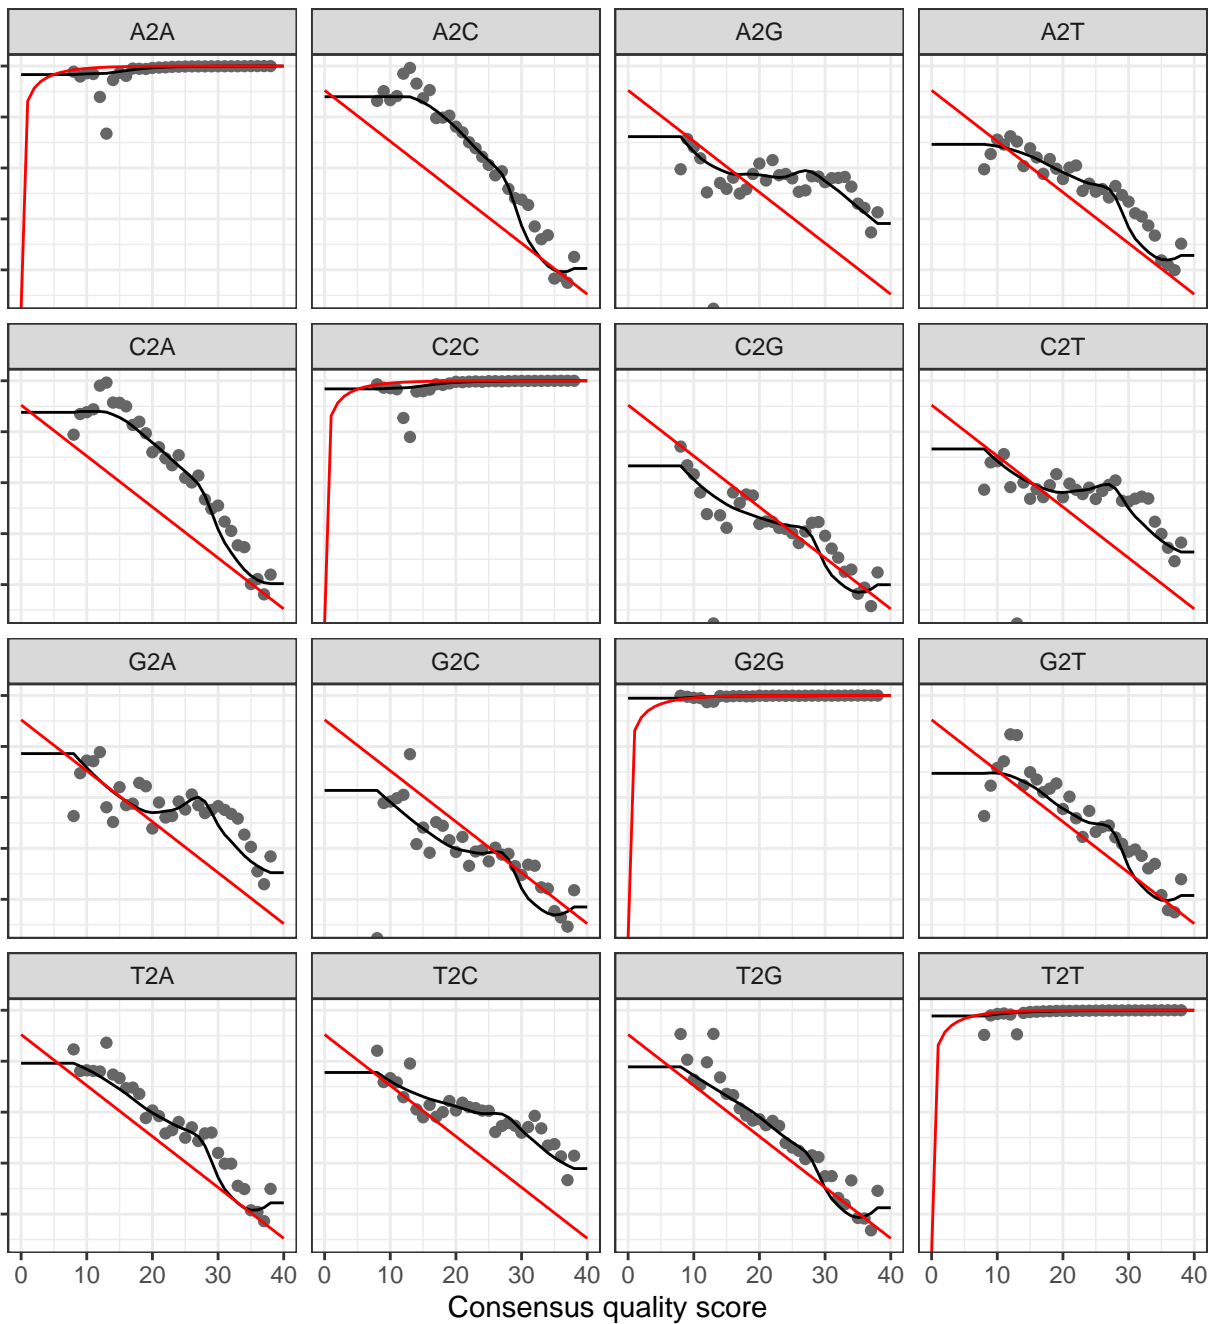 A2A A2C A2G A2T
C2A C2C C2G C2T
G2A G2C G2G G2T
T2A T2C T2G T2T
0 10 20 30 40 0 10 20 30 40 0 10 20 30 40 0 10 20 30 40
Consensus quality score